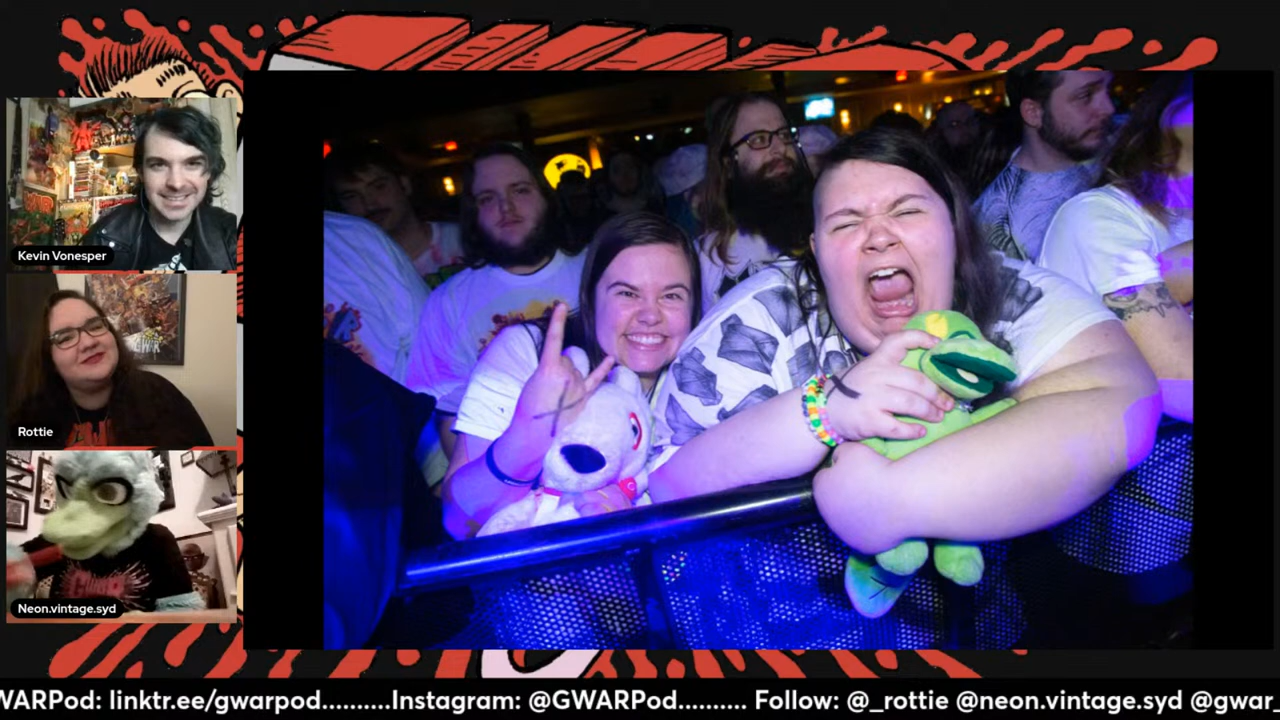 Kevin Vonesper
Rottie
Neon.vintage.syd
WARPod: linktr.ee/gwarpod..........Instagram: @GWARPod.......... Follow: @_rottie @neon.vintage.syd @gwar_